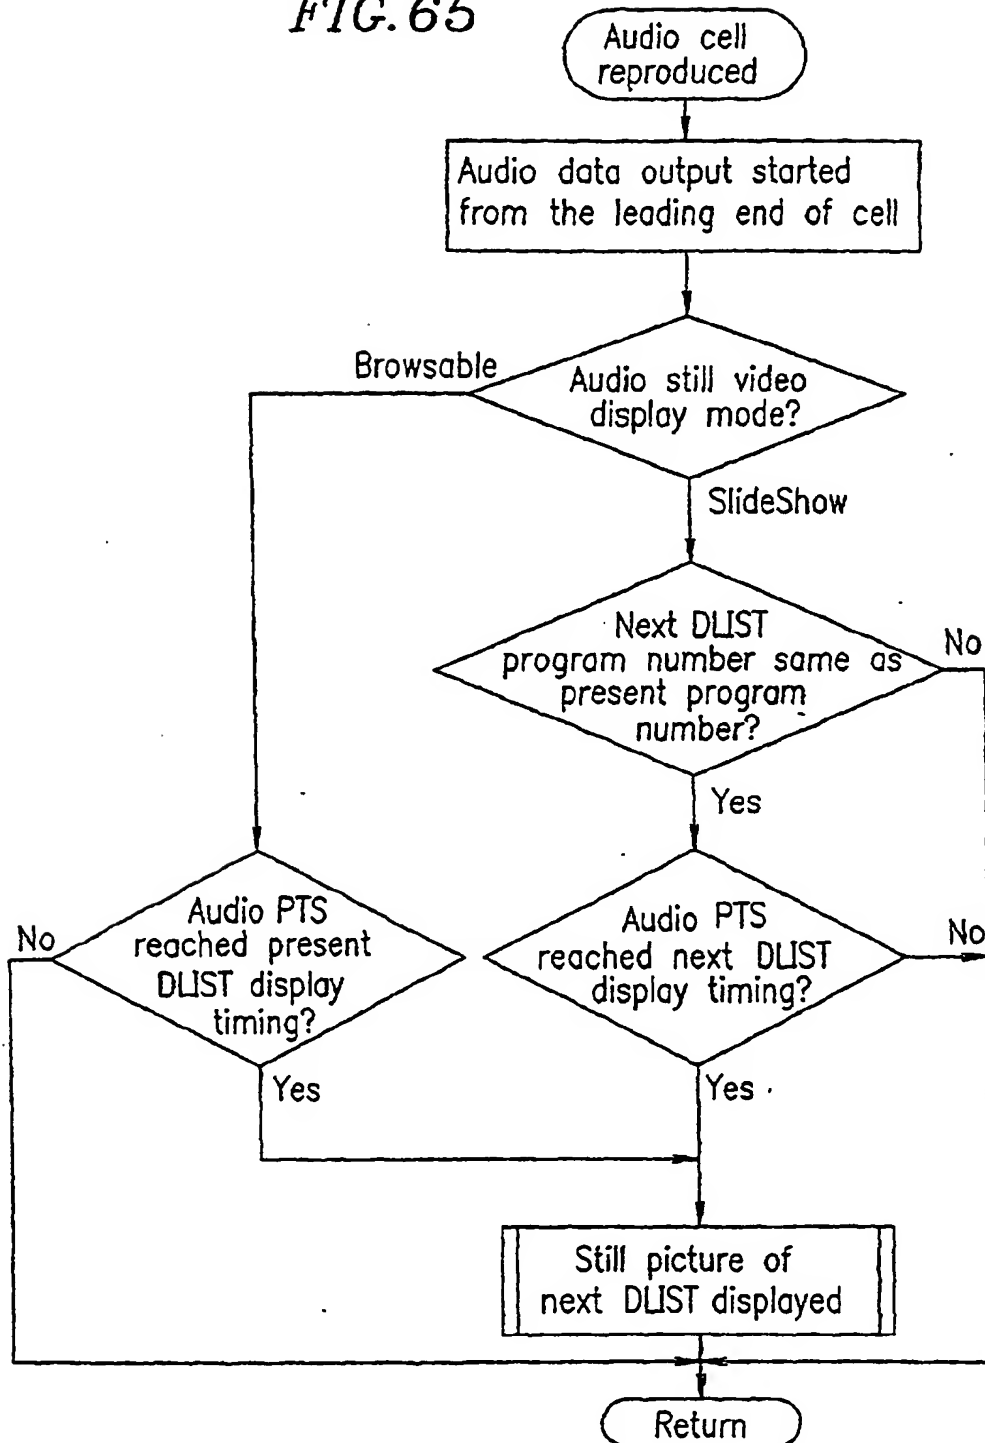 FIG. 65
Audio cell
reproduced
Audio data output started
from the leading end of cell
Browsable
Audio still video
display mode?
SlideShow
Next DLIST
program number same as
present program
number?
No
Yes
No
Audio PTS
reached present
DLIST display
timing?
Audio PTS
reached next DLIST
display timing?
No
Yes
Yes
Still picture of
next DLIST displayed
Return